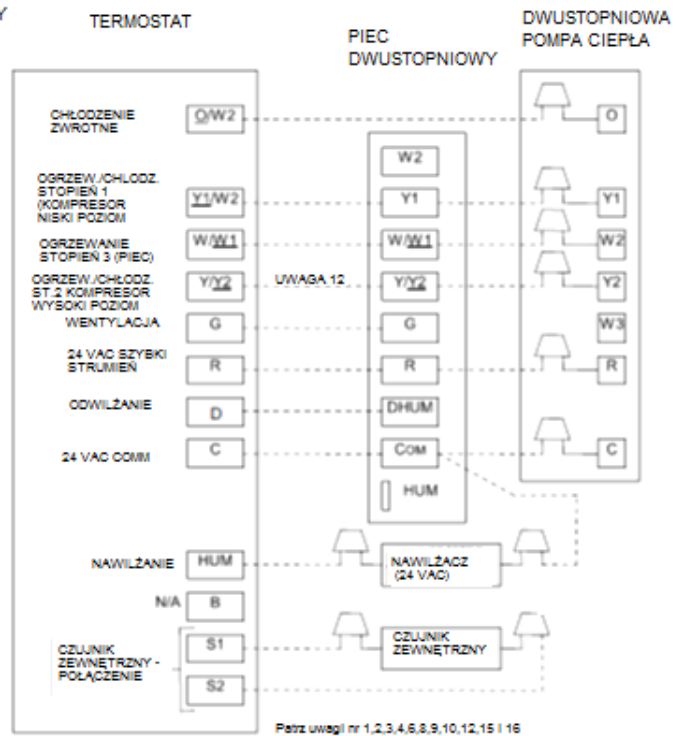 Y
TERMOSTAT
PIEC
DWUSTOPNIOWY
DWUSTOPNIOWA
POMPA CIEPŁA
CHŁODZENIE
ZWROTNE
O/W2
O
W2
OGRZEW./CHLODZ.
STOPIEŃ 1
(KOMPRESOR
NISKI POZIOM
Y1/W2
Y1
Y1
OGRZEWANIE
STOPIEŃ 3 (PIEC)
W/W1
W/W1
W2
OGRZEW./CHŁODZ.
ST.2 KOMPRESOR
WYSOKI POZIOM
Y/Y2
UWAGA 12
Y/Y2
Y2
WENTYLACJA
G
G
W3
24 VAC SZYBKI
STRUMIEŃ
R
R
R
ODWILŻANIE
D
DHUM
24 VAC COMM
C
COM
C
HUM
NAWILŻANIE
HUM
NAWILŻACZ
(24 VAC)
N/A
B
CZUJNIK
ZEWNĘTRZNY -
POŁĄCZENIE
S1
S2
CZUJNIK
ZEWNĘTRZNY
Patrz uwagi nr 1,2,3,4,6,8,9,10,12,15 i 16